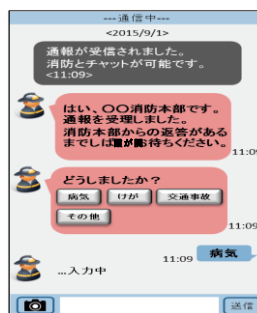 ---通信中---
<2015/9/1>
通報が受信されました。
消防とチャットが可能です。
<11:09>
はい、〇〇消防本部です。
通報を受理しました。
消防本部からの返答がある
までしば お待ちください。
11:09
どうしましたか？
病気 けが 交通事故
その他
11:09
11:09 病気
...入力中
送信